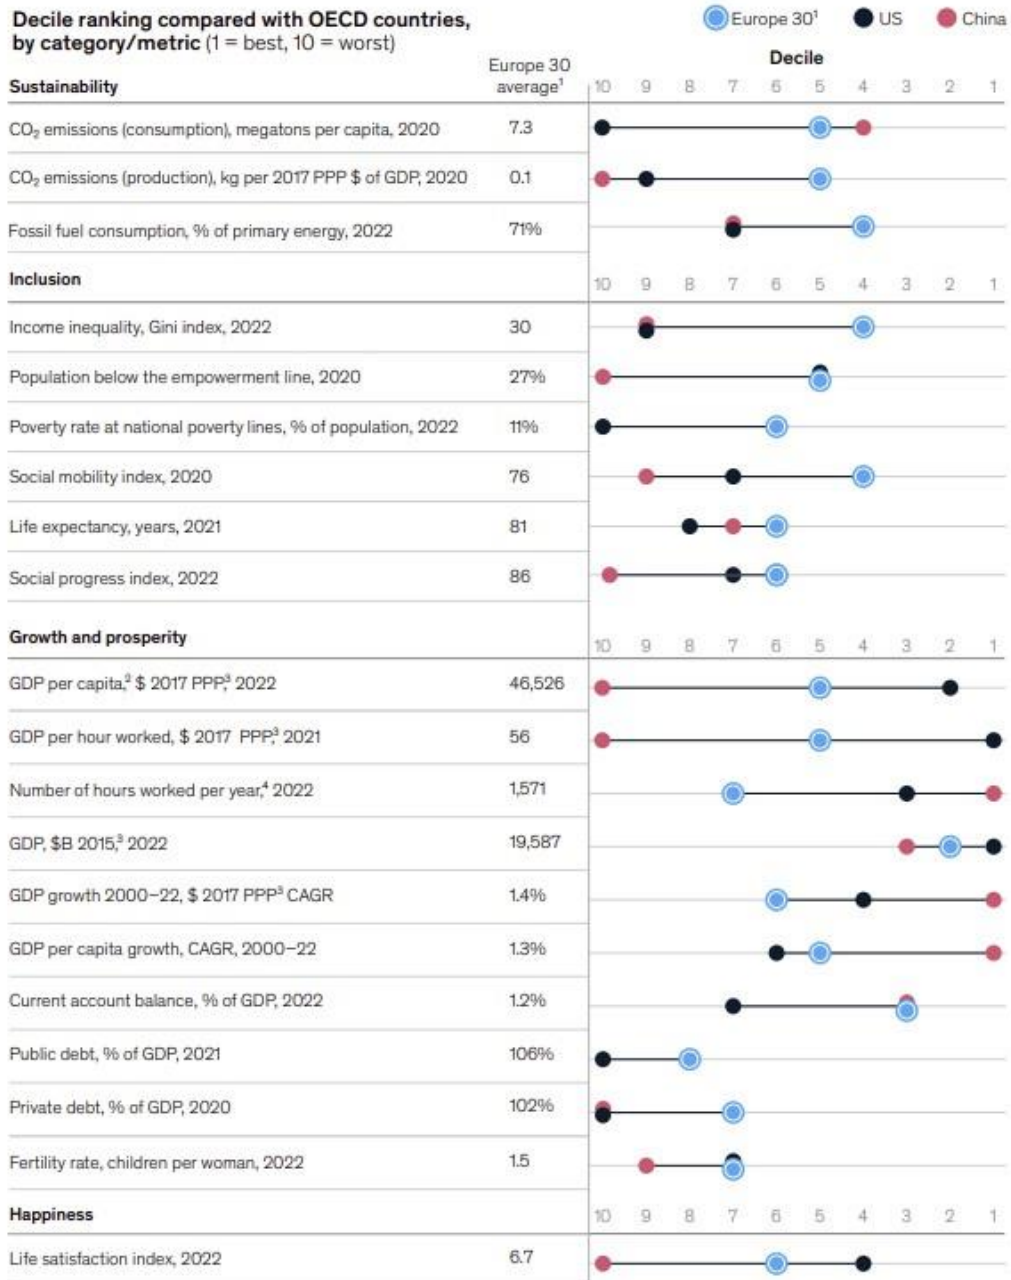 Decile ranking compared with OECD countries,
by category/metric (1 = best, 10 = worst)
Europe 30¹ US China
Europe 30
average¹
Decile
Sustainability 10 9 8 7 6 5 4 3 2 1
CO₂ emissions (consumption), megatons per capita, 2020 7.3
CO₂ emissions (production), kg per 2017 PPP $ of GDP, 2020 0.1
Fossil fuel consumption, % of primary energy, 2022 71%
Inclusion 10 9 8 7 6 5 4 3 2 1
Income inequality, Gini index, 2022 30
Population below the empowerment line, 2020 27%
Poverty rate at national poverty lines, % of population, 2022 11%
Social mobility index, 2020 76
Life expectancy, years, 2021 81
Social progress index, 2022 86
Growth and prosperity 10 9 8 7 6 5 4 3 2 1
GDP per capita,² $ 2017 PPP,³ 2022 46,526
GDP per hour worked, $ 2017 PPP,³ 2021 56
Number of hours worked per year,⁴ 2022 1,571
GDP, $B 2015,³ 2022 19,587
GDP growth 2000–22, $ 2017 PPP³ CAGR 1.4%
GDP per capita growth, CAGR, 2000–22 1.3%
Current account balance, % of GDP, 2022 1.2%
Public debt, % of GDP, 2021 106%
Private debt, % of GDP, 2020 102%
Fertility rate, children per woman, 2022 1.5
Happiness 10 9 8 7 6 5 4 3 2 1
Life satisfaction index, 2022 6.7